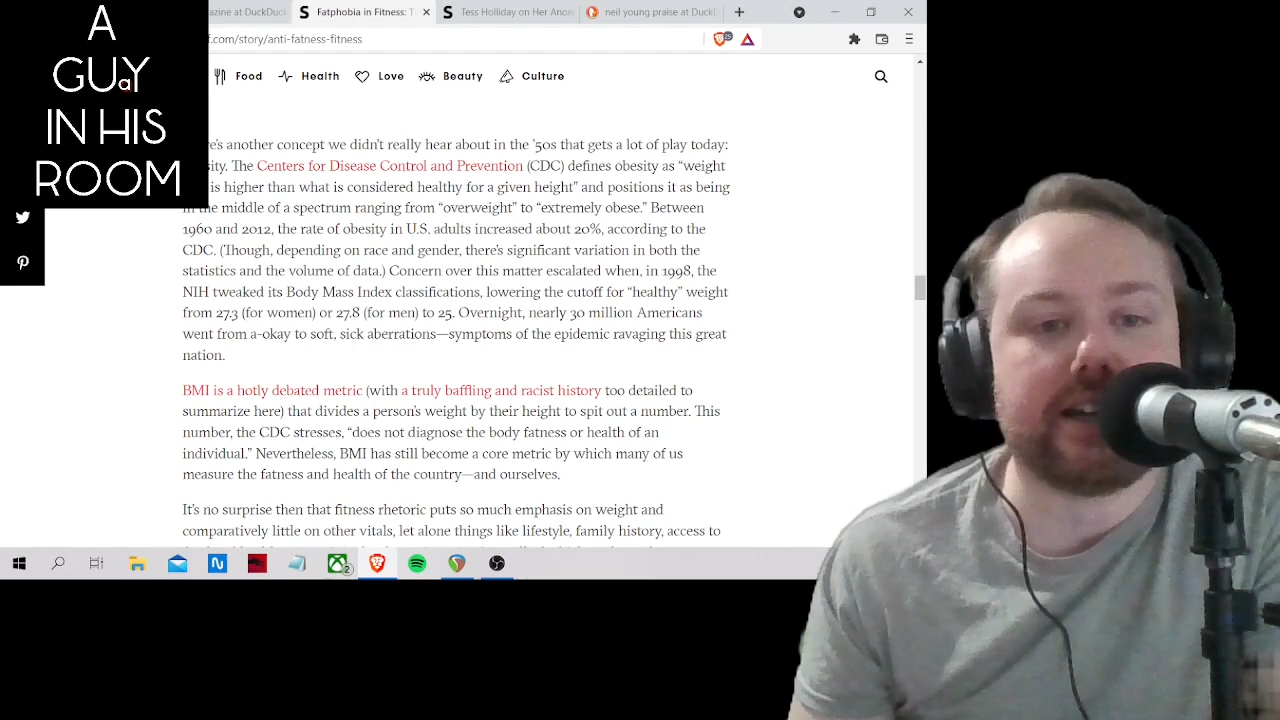 A
GUY
a
IN HIS
ROOM
azine at DuckDuc
Fatphobia in Fitness: T
Tess Holliday on Her Anor
neil young praise at DuckD
f.com/story/anti-fatness-fitness
Food
Health
Love
Beauty
Culture
re's another concept we didn't really hear about in the '50s that gets a lot of play today:
sity. The Centers for Disease Control and Prevention (CDC) defines obesity as “weight
is higher than what is considered healthy for a given height” and positions it as being
in the middle of a spectrum ranging from “overweight” to “extremely obese.” Between
1960 and 2012, the rate of obesity in U.S. adults increased about 20%, according to the
CDC. (Though, depending on race and gender, there's significant variation in both the
statistics and the volume of data.) Concern over this matter escalated when, in 1998, the
NIH tweaked its Body Mass Index classifications, lowering the cutoff for “healthy” weight
from 27.3 (for women) or 27.8 (for men) to 25. Overnight, nearly 30 million Americans
went from a-okay to soft, sick aberrations—symptoms of the epidemic ravaging this great
nation.
BMI is a hotly debated metric (with a truly baffling and racist history too detailed to
summarize here) that divides a person's weight by their height to spit out a number. This
number, the CDC stresses, “does not diagnose the body fatness or health of an
individual.” Nevertheless, BMI has still become a core metric by which many of us
measure the fatness and health of the country—and ourselves.
It's no surprise then that fitness rhetoric puts so much emphasis on weight and
comparatively little on other vitals, let alone things like lifestyle, family history, access to